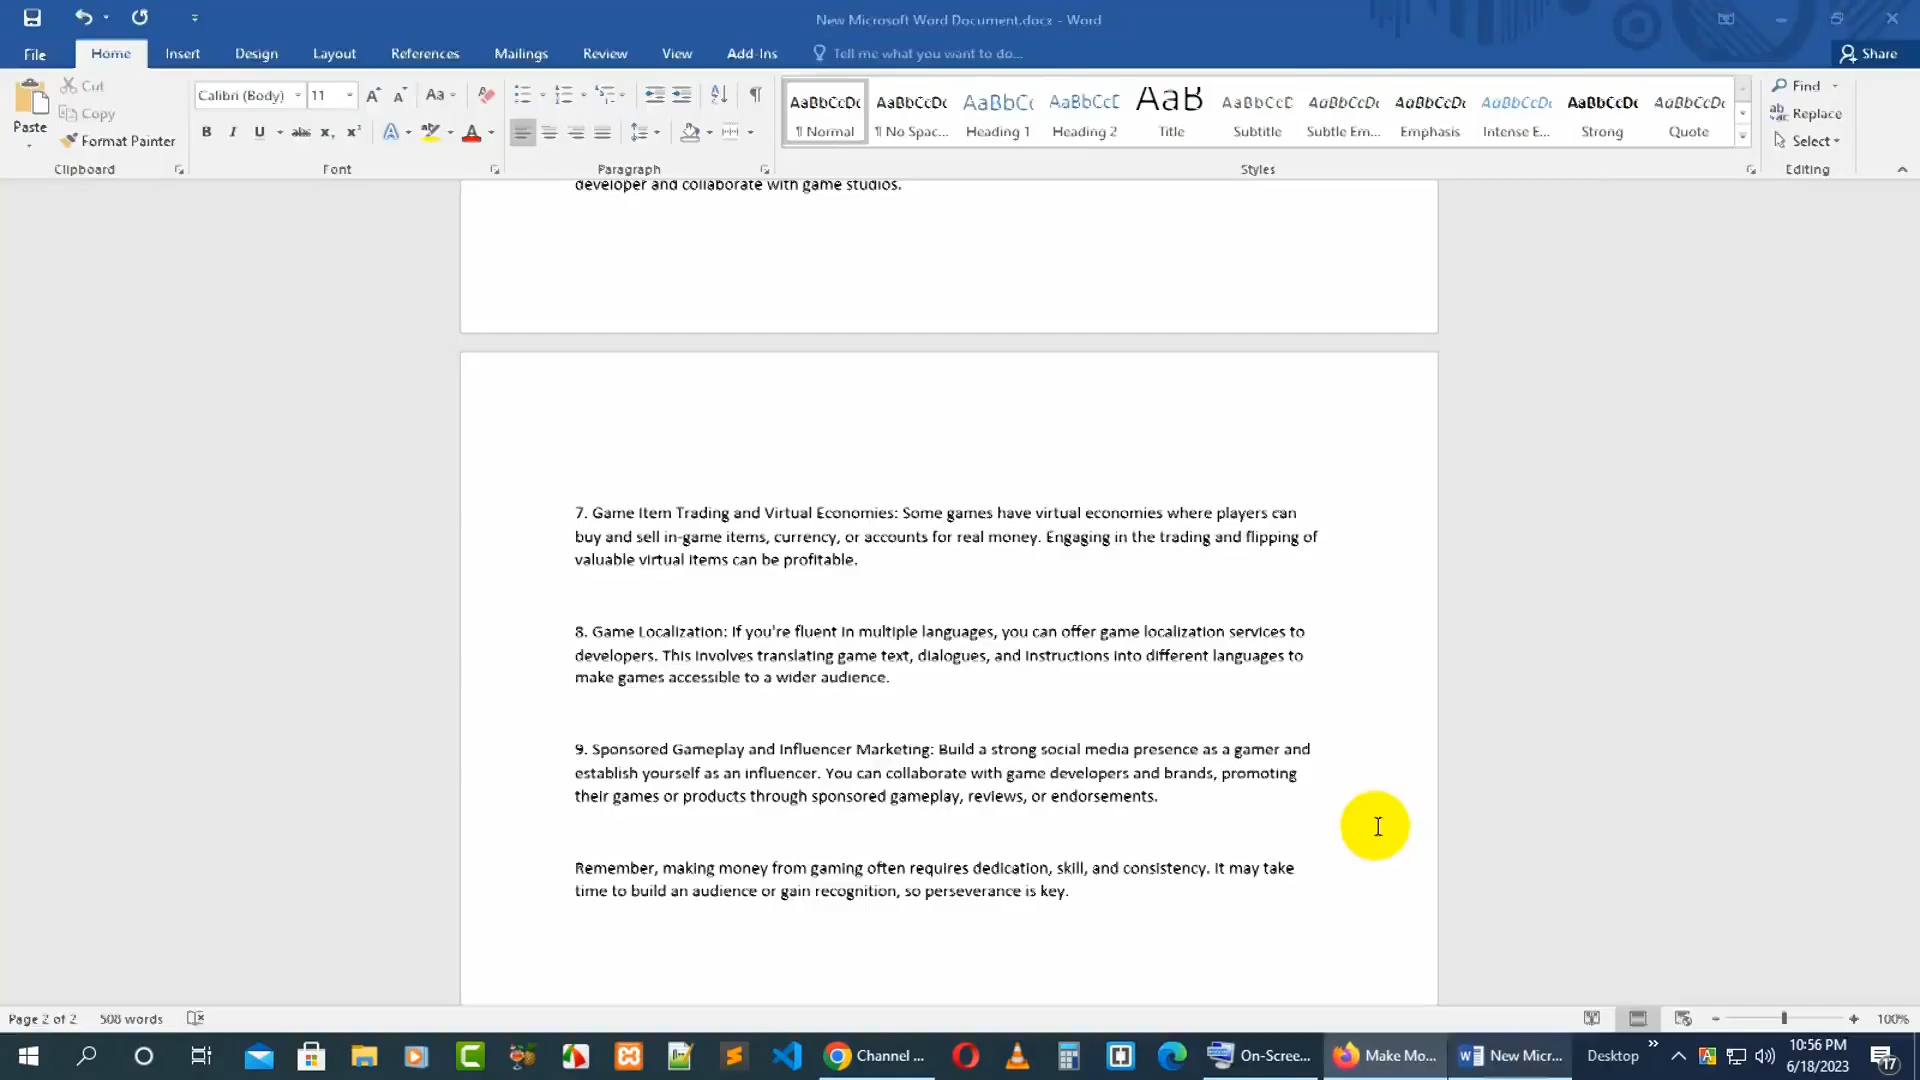 New Microsoft Word Document.docx - Word
File Home Insert Design Layout References Mailings Review View Add-Ins Tell me what you want to do... Share
Cut
Copy
Format Painter
Paste
Clipboard
Calibri (Body) 11
Font
Paragraph
AaBbCcDc AaBbCcDc AaBbCc AaBbCcD AaB AaBbCcD AaBbCcDc AaBbCcDc AaBbCcDc AaBbCcDc AaBbCcDc
¶ Normal ¶ No Spac... Heading 1 Heading 2 Title Subtitle Subtle Em... Emphasis Intense E... Strong Quote
Styles
Find
Replace
Select
Editing
developer and collaborate with game studios.
7. Game Item Trading and Virtual Economies: Some games have virtual economies where players can
buy and sell in-game items, currency, or accounts for real money. Engaging in the trading and flipping of
valuable virtual items can be profitable.
8. Game Localization: If you're fluent in multiple languages, you can offer game localization services to
developers. This involves translating game text, dialogues, and instructions into different languages to
make games accessible to a wider audience.
9. Sponsored Gameplay and Influencer Marketing: Build a strong social media presence as a gamer and
establish yourself as an influencer. You can collaborate with game developers and brands, promoting
their games or products through sponsored gameplay, reviews, or endorsements.
Remember, making money from gaming often requires dedication, skill, and consistency. It may take
time to build an audience or gain recognition, so perseverance is key.
Page 2 of 2 508 words
100%
Channel ... On-Scree... Make Mo... New Micr... Desktop
10:56 PM
6/18/2023
17